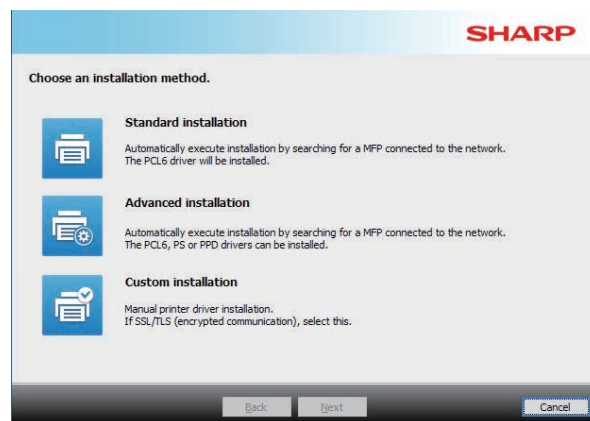 SHARP
Choose an installation method.
Standard installation
Automatically execute installation by searching for a MFP connected to the network.
The PCL6 driver will be installed.
Advanced installation
Automatically execute installation by searching for a MFP connected to the network.
The PCL6, PS or PPD drivers can be installed.
Custom installation
Manual printer driver installation.
If SSL/TLS (encrypted communication), select this.
Back Next Cancel